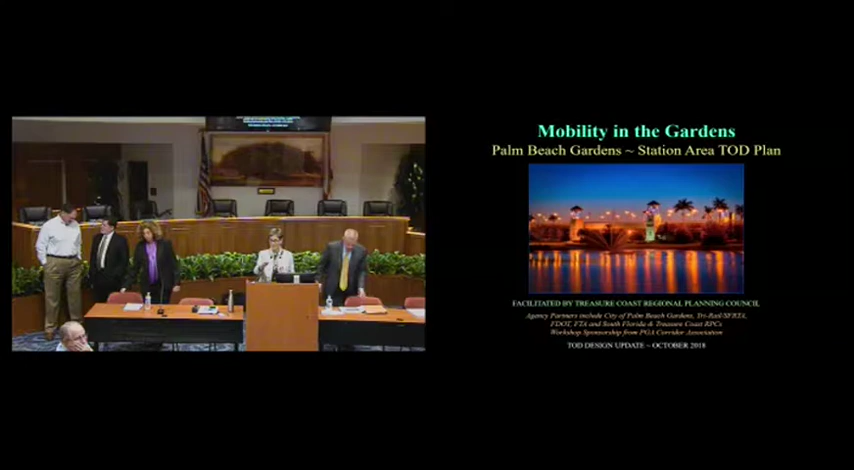 Mobility in the Gardens
Palm Beach Gardens ~ Station Area TOD Plan
FACILITATED BY TREASURE COAST REGIONAL PLANNING COUNCIL
Agency Partners include City of Palm Beach Gardens, Tri-Rail-SFRTA,
FDOT, FTA and South Florida & Treasure Coast RPCs
Workshop Sponsorship from PGA Corridor Association
TOD DESIGN UPDATE ~ OCTOBER 2018